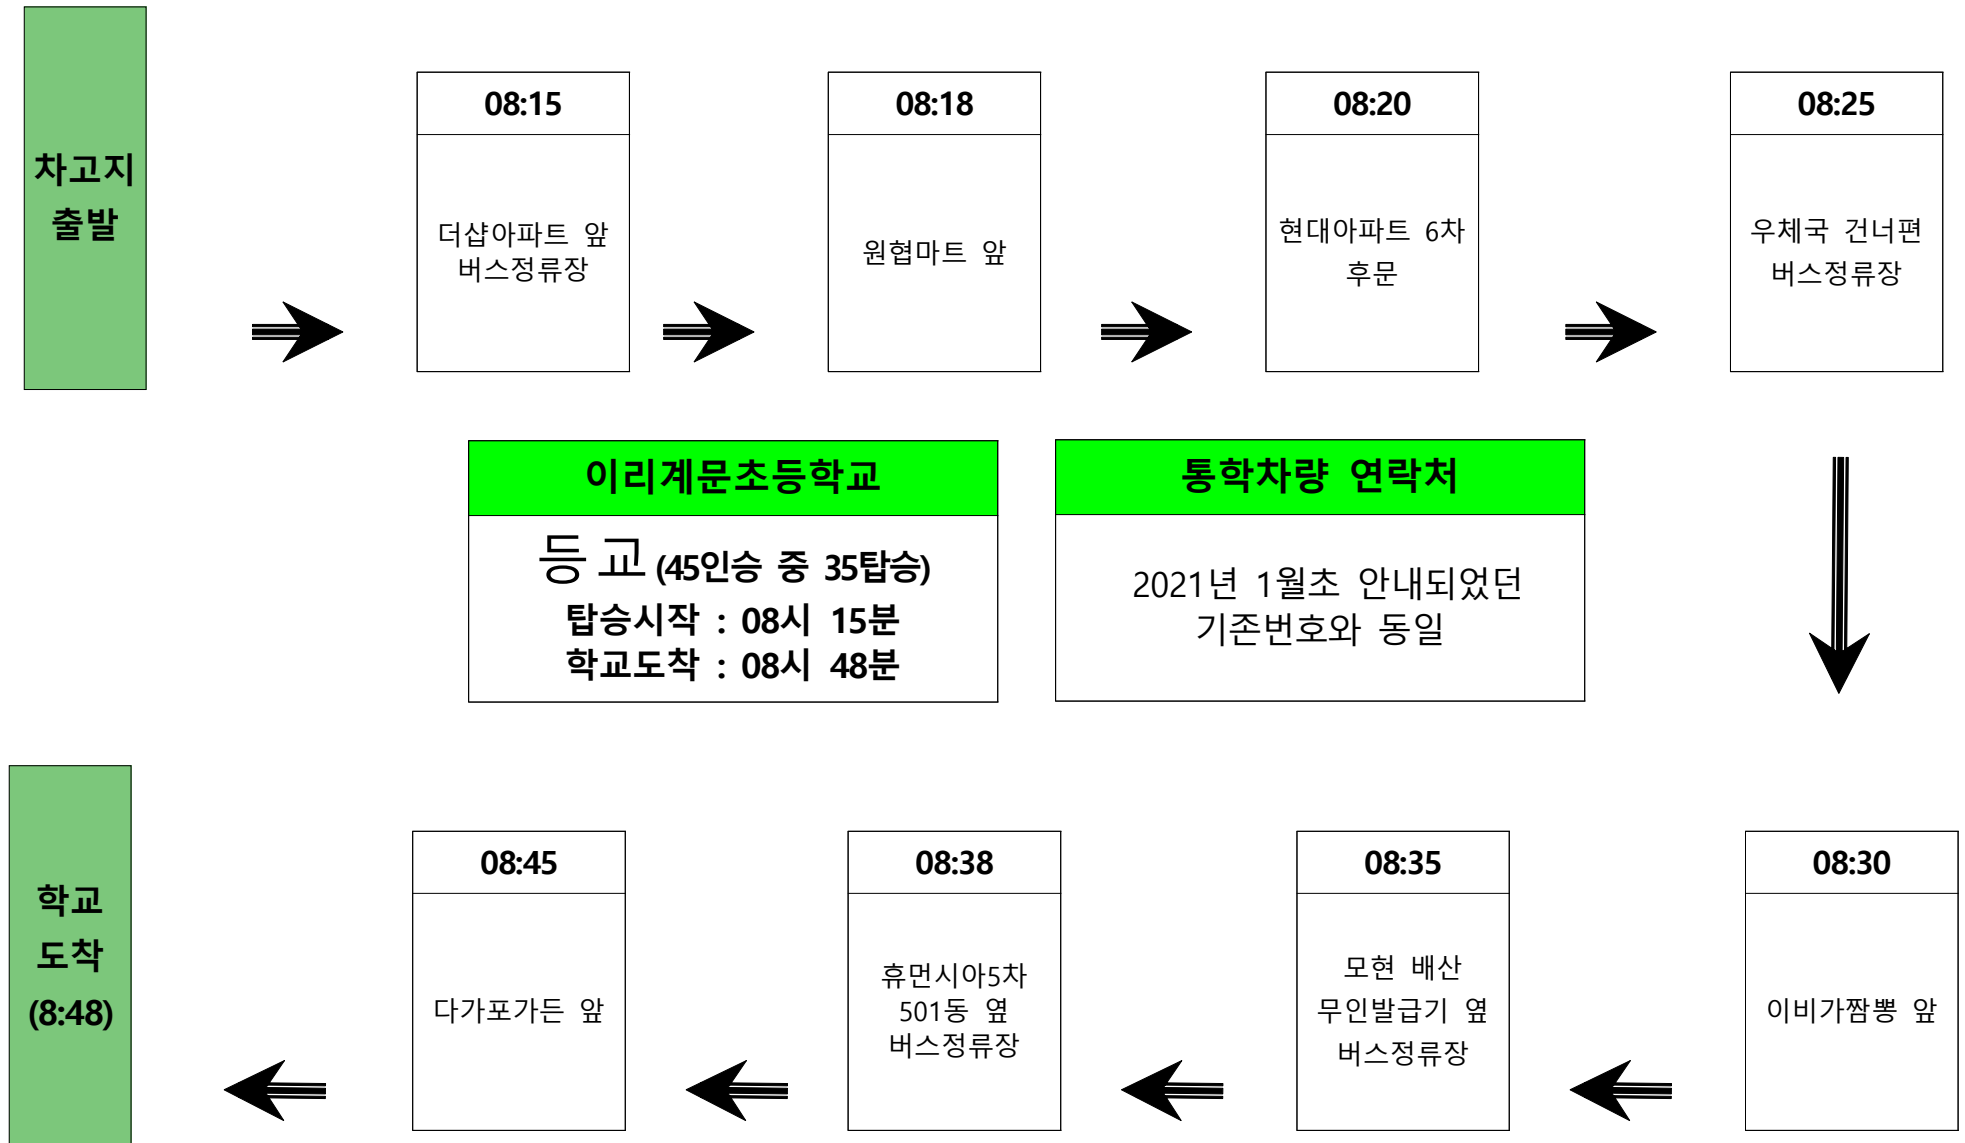 차고지
출발
08:15
더샵아파트 앞
버스정류장
08:18
원협마트 앞
08:20
현대아파트 6차
후문
08:25
우체국 건너편
버스정류장
이리계문초등학교
등교(45인승 중 35탑승)
탑승시작 : 08시 15분
학교도착 : 08시 48분
통학차량 연락처
2021년 1월초 안내되었던
기존번호와 동일
08:30
이비가짬뽕 앞
08:35
모현 배산
무인발급기 옆
버스정류장
08:38
휴먼시아5차
501동 옆
버스정류장
08:45
다가포가든 앞
학교
도착
(8:48)